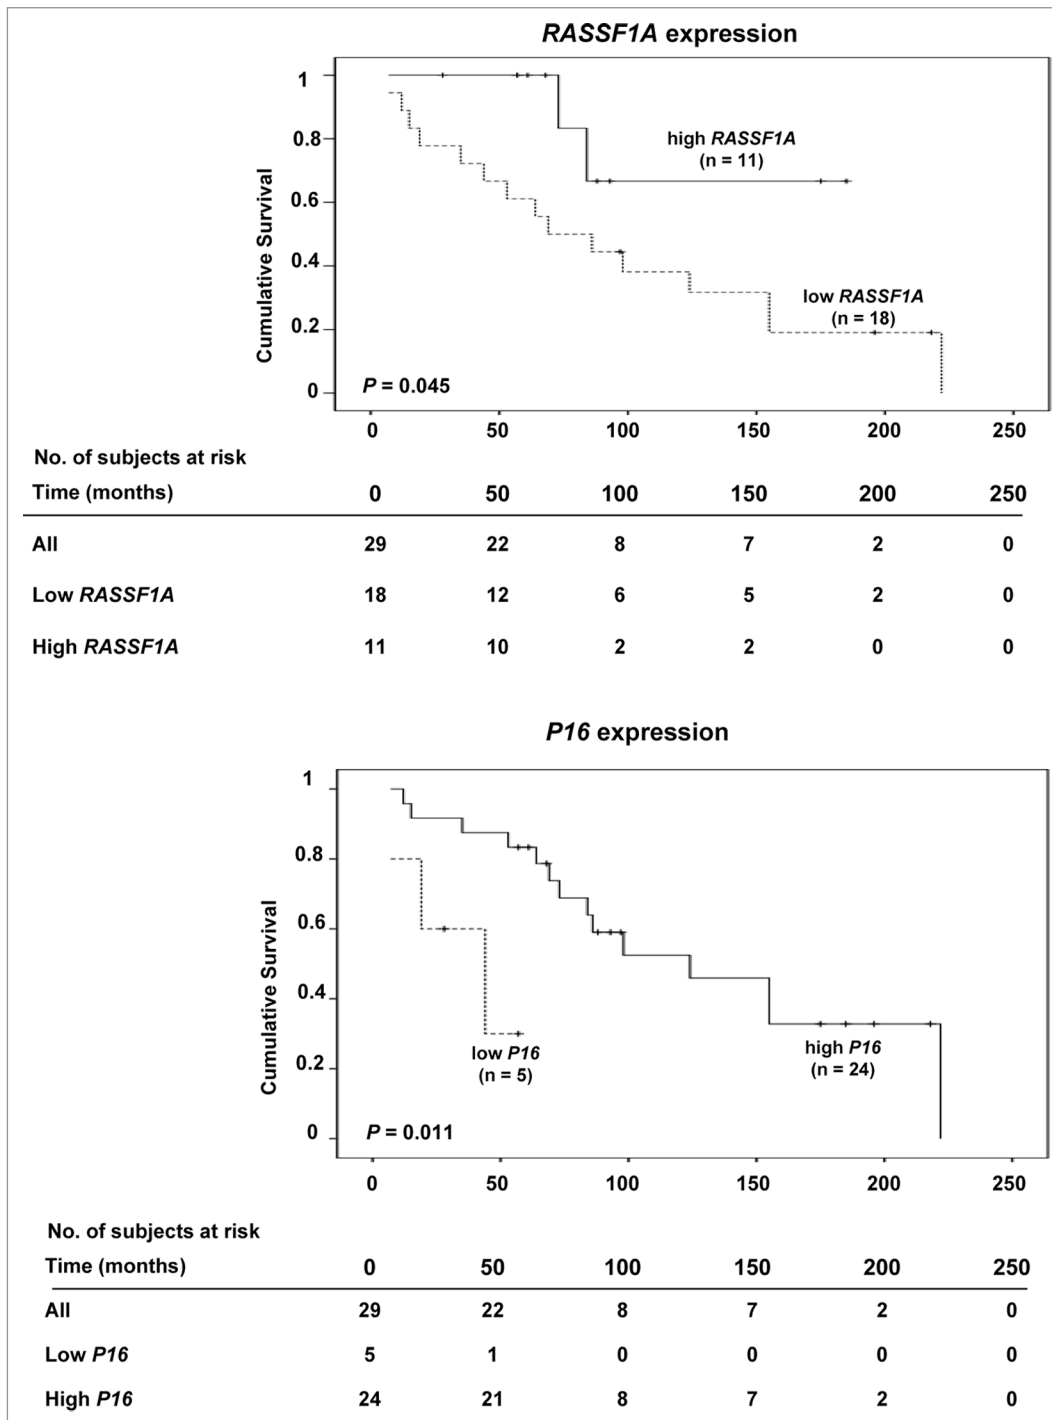 RASSF1A expression
1
0.8
0.6
0.4
0.2
0
Cumulative Survival
high RASSF1A
(n = 11)
low RASSF1A
(n = 18)
P = 0.045
0 50 100 150 200 250
No. of subjects at risk
Time (months) 0 50 100 150 200 250
All 29 22 8 7 2 0
Low RASSF1A 18 12 6 5 2 0
High RASSF1A 11 10 2 2 0 0
P16 expression
1
0.8
0.6
0.4
0.2
0
Cumulative Survival
low P16
(n = 5)
high P16
(n = 24)
P = 0.011
0 50 100 150 200 250
No. of subjects at risk
Time (months) 0 50 100 150 200 250
All 29 22 8 7 2 0
Low P16 5 1 0 0 0 0
High P16 24 21 8 7 2 0